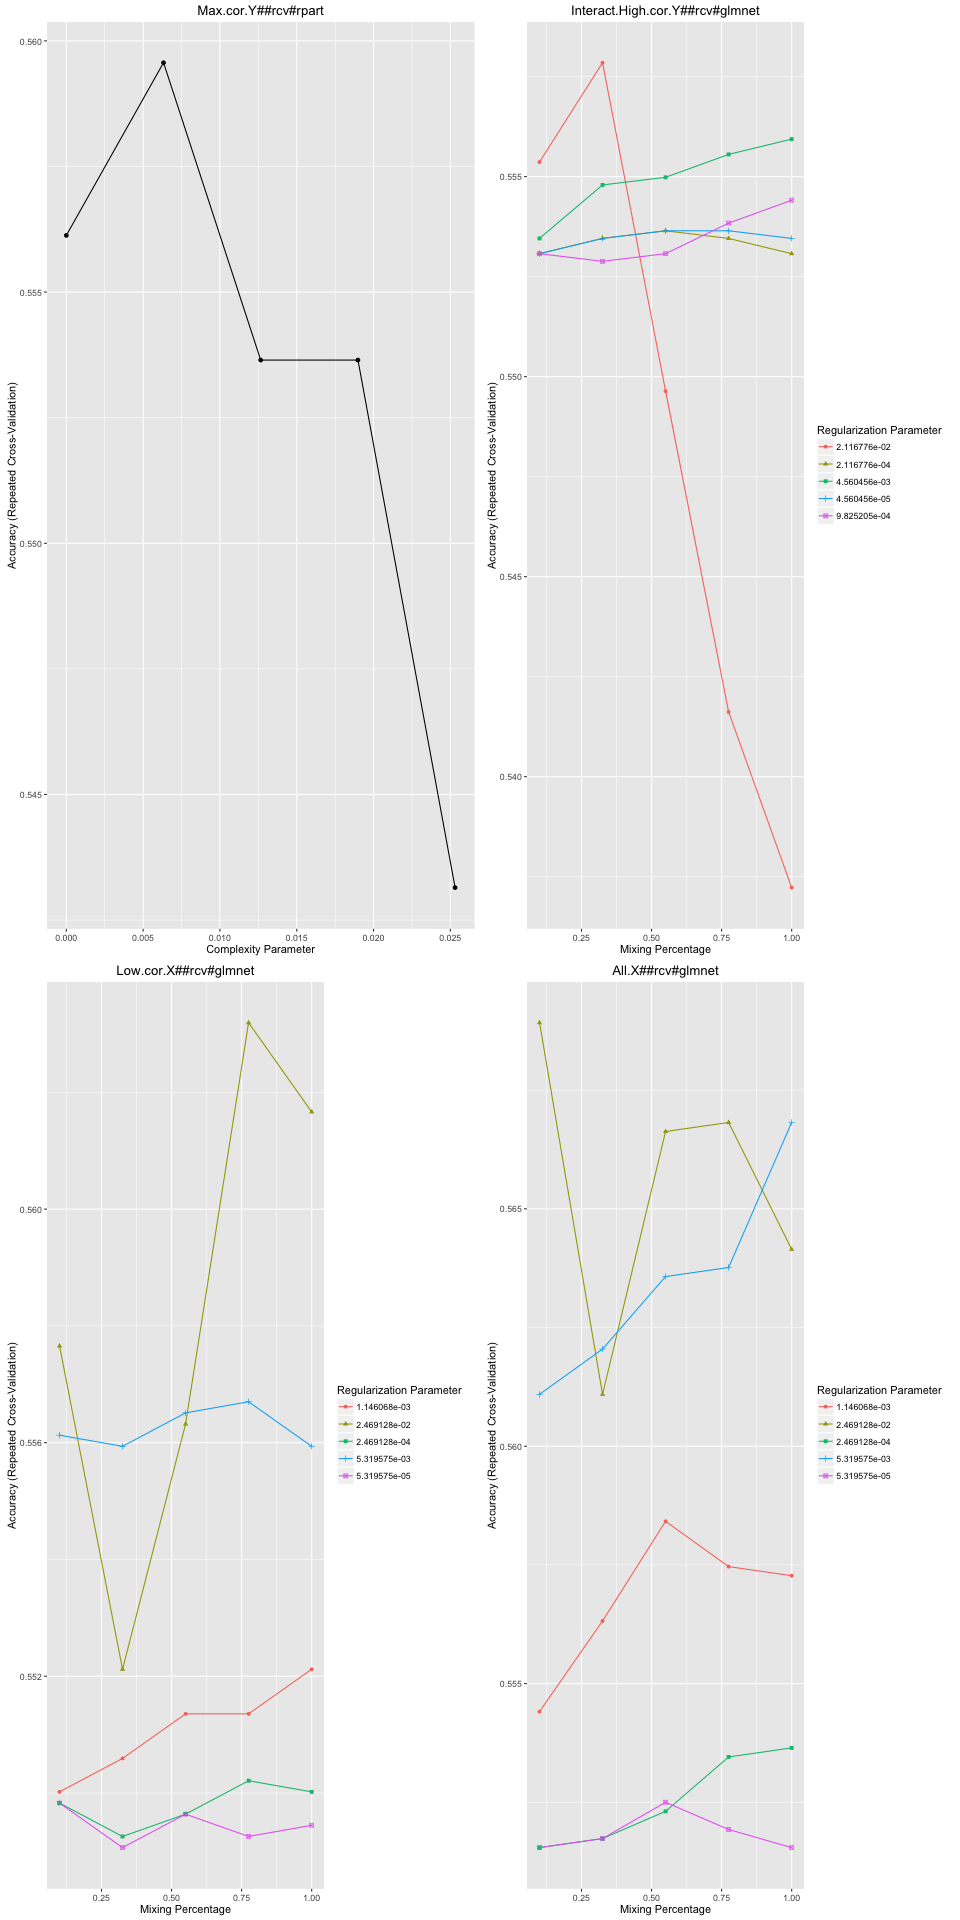 Max.cor.Y##rcv#rpart
Accuracy (Repeated Cross-Validation)
0.560
0.555
0.550
0.545
0.000
0.005
0.010
0.015
0.020
0.025
Complexity Parameter
Interact.High.cor.Y##rcv#glmnet
Accuracy (Repeated Cross-Validation)
0.555
0.550
0.545
0.540
0.25
0.50
0.75
1.00
Mixing Percentage
Regularization Parameter
2.116776e-02
2.116776e-04
4.560456e-03
4.560456e-05
9.825205e-04
Low.cor.X##rcv#glmnet
Accuracy (Repeated Cross-Validation)
0.560
0.556
0.552
0.25
0.50
0.75
1.00
Mixing Percentage
Regularization Parameter
1.146068e-03
2.469128e-02
2.469128e-04
5.319575e-03
5.319575e-05
All.X##rcv#glmnet
Accuracy (Repeated Cross-Validation)
0.565
0.560
0.555
0.25
0.50
0.75
1.00
Mixing Percentage
Regularization Parameter
1.146068e-03
2.469128e-02
2.469128e-04
5.319575e-03
5.319575e-05